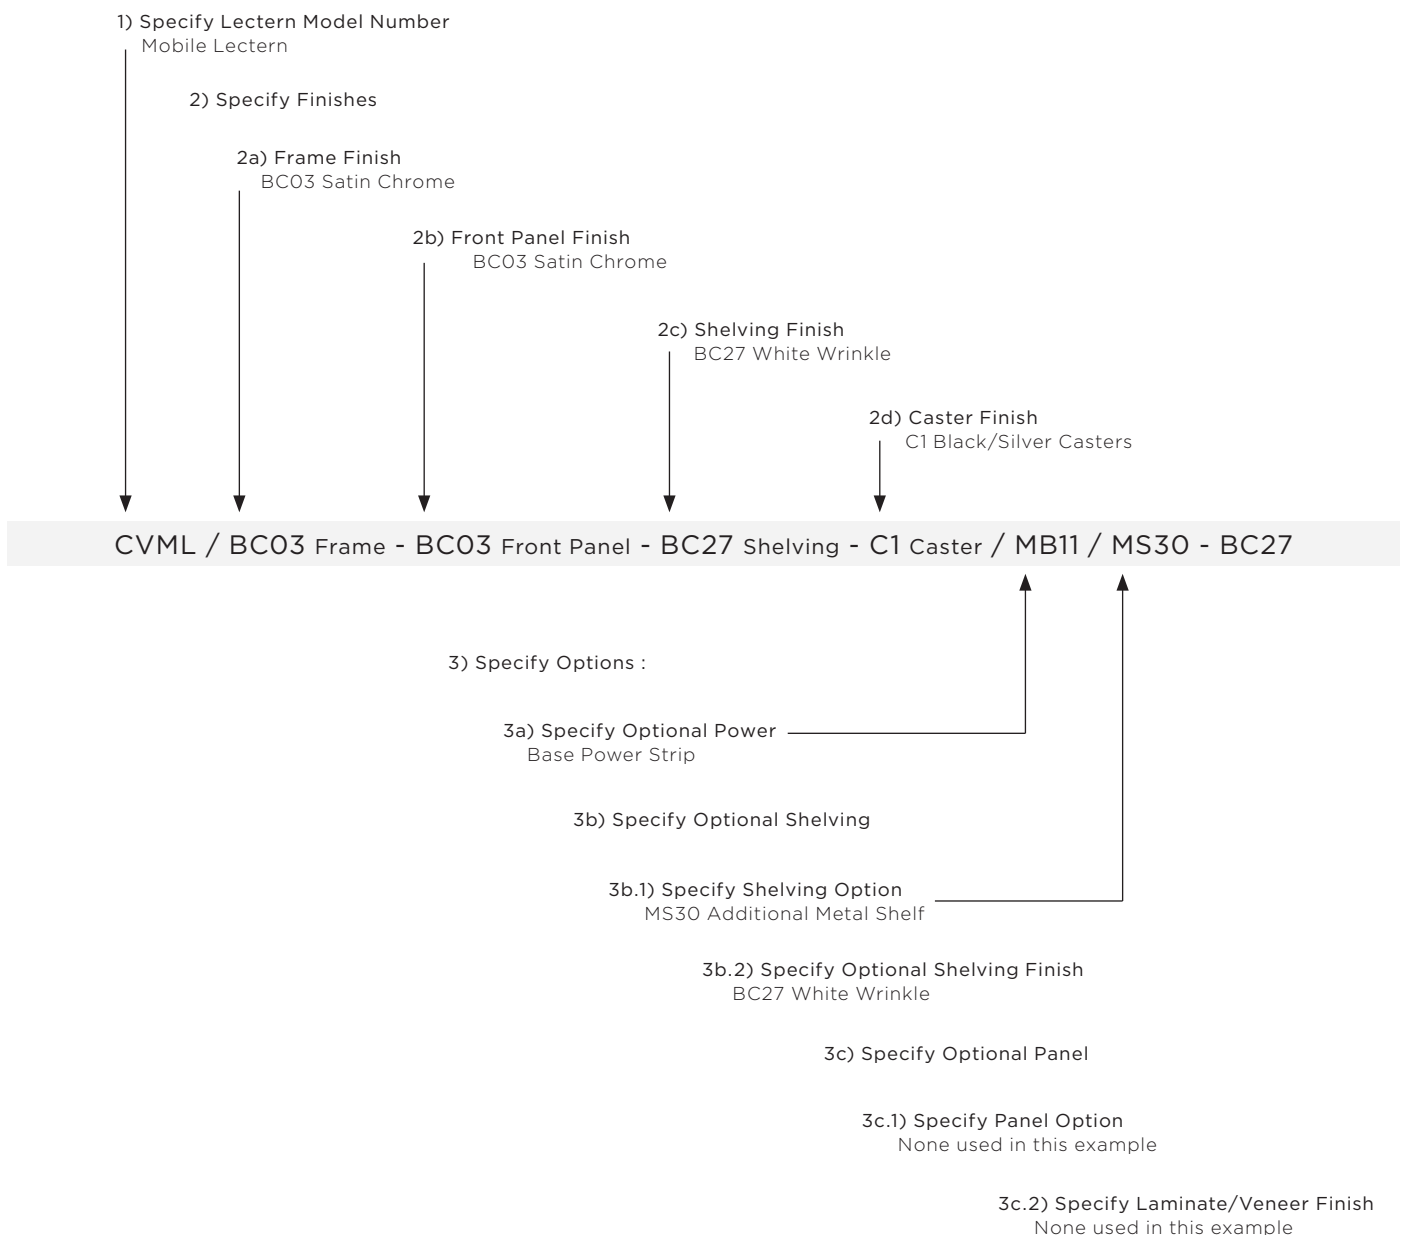 1) Specify Lectern Model Number
Mobile Lectern
2) Specify Finishes
2a) Frame Finish
BC03 Satin Chrome
2b) Front Panel Finish
BC03 Satin Chrome
2c) Shelving Finish
BC27 White Wrinkle
2d) Caster Finish
C1 Black/Silver Casters
CVML / BC03 Frame - BC03 Front Panel - BC27 Shelving - C1 Caster / MB11 / MS30 - BC27
3) Specify Options :
3a) Specify Optional Power
Base Power Strip
3b) Specify Optional Shelving
3b.1) Specify Shelving Option
MS30 Additional Metal Shelf
3b.2) Specify Optional Shelving Finish
BC27 White Wrinkle
3c) Specify Optional Panel
3c.1) Specify Panel Option
None used in this example
3c.2) Specify Laminate/Veneer Finish
None used in this example